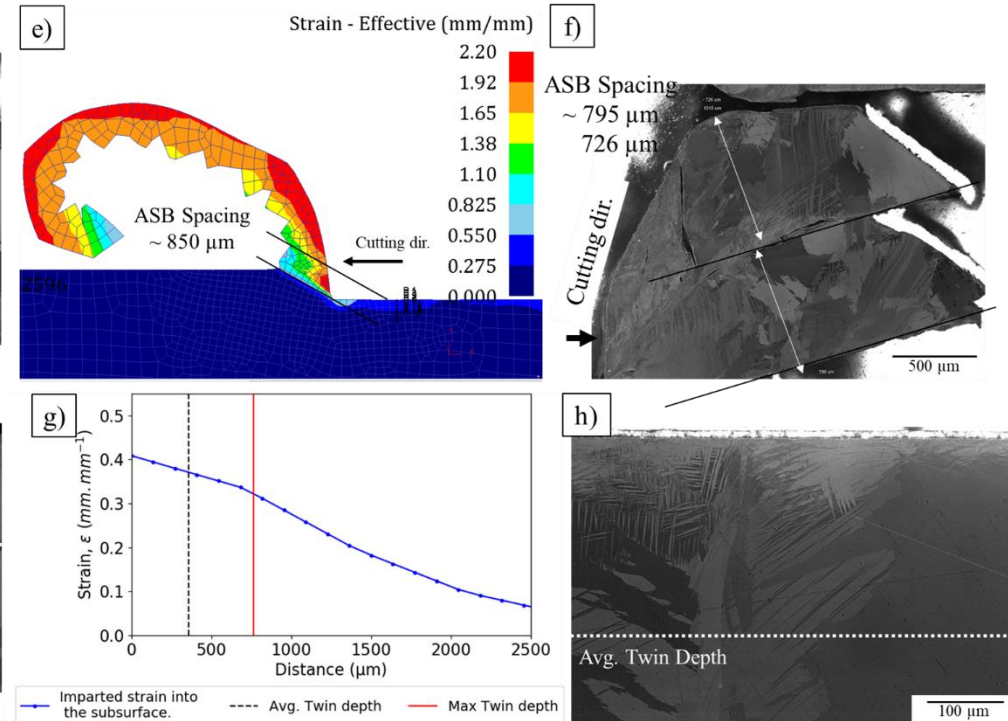 e)
Strain - Effective (mm/mm)
2.20
1.92
1.65
1.38
1.10
0.825
0.550
0.275
0.000
ASB Spacing
~ 850 µm
Cutting dir.
2596
f)
ASB Spacing
~ 795 µm
726 µm
Cutting dir.
500 µm
g)
0.5
0.4
0.3
0.2
0.1
0.0
Strain, ε (mm. mm⁻¹)
0
500
1000
1500
2000
2500
Distance (µm)
Imparted strain into
the subsurface.
Avg. Twin depth
Max Twin depth
h)
Avg. Twin Depth
100 µm